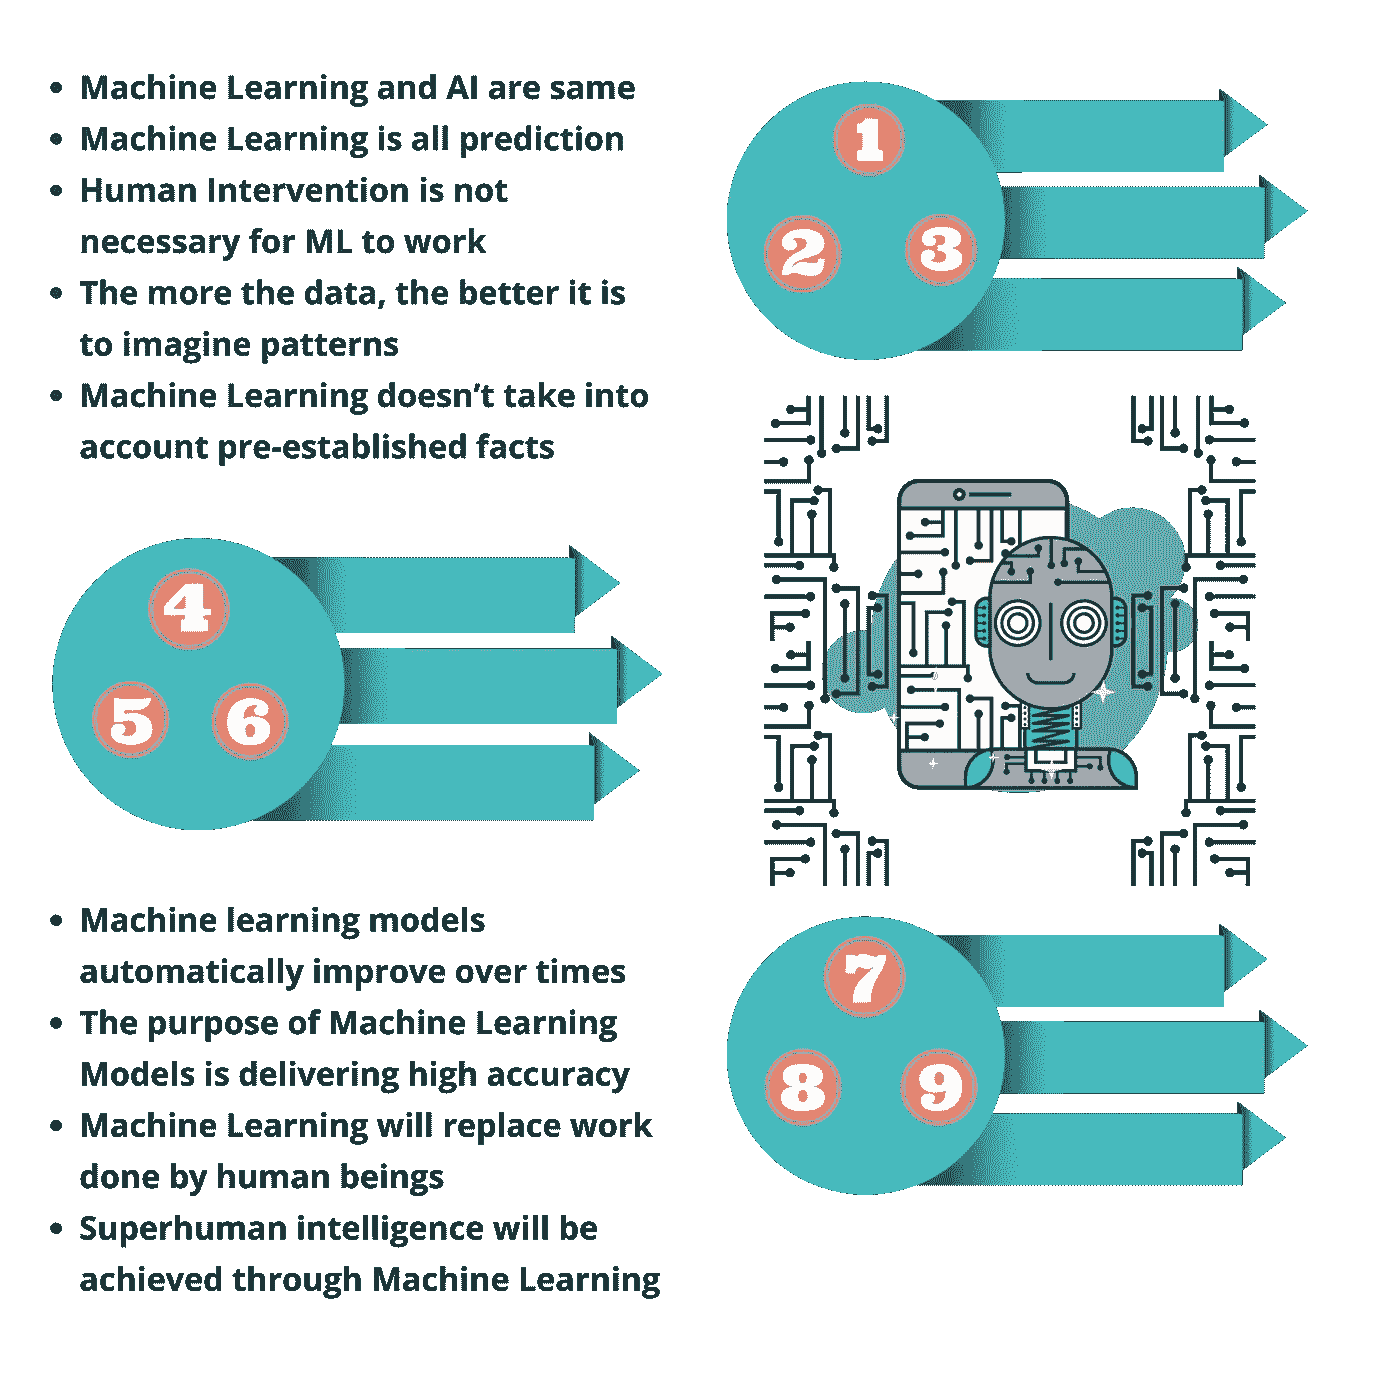 • Machine Learning and AI are same
• Machine Learning is all prediction
• Human Intervention is not
necessary for ML to work
• The more the data, the better it is
to imagine patterns
• Machine Learning doesn’t take into
account pre-established facts
1
2 3
4
5 6
• Machine learning models
automatically improve over times
• The purpose of Machine Learning
Models is delivering high accuracy
• Machine Learning will replace work
done by human beings
• Superhuman intelligence will be
achieved through Machine Learning
7
8 9